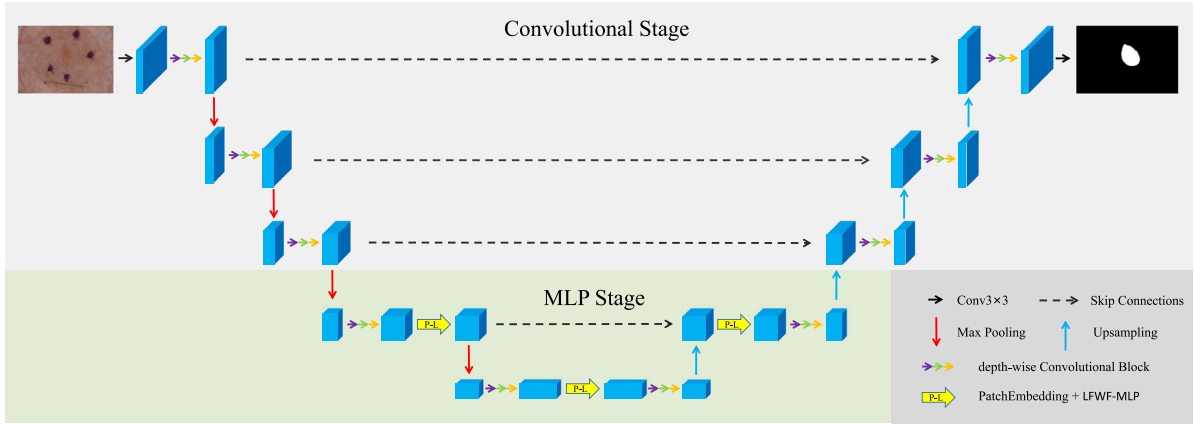 Convolutional Stage
MLP Stage
P-L
P-L
P-L
Conv3×3
Skip Connections
Max Pooling
Upsampling
depth-wise Convolutional Block
P-L
PatchEmbedding + LFWF-MLP